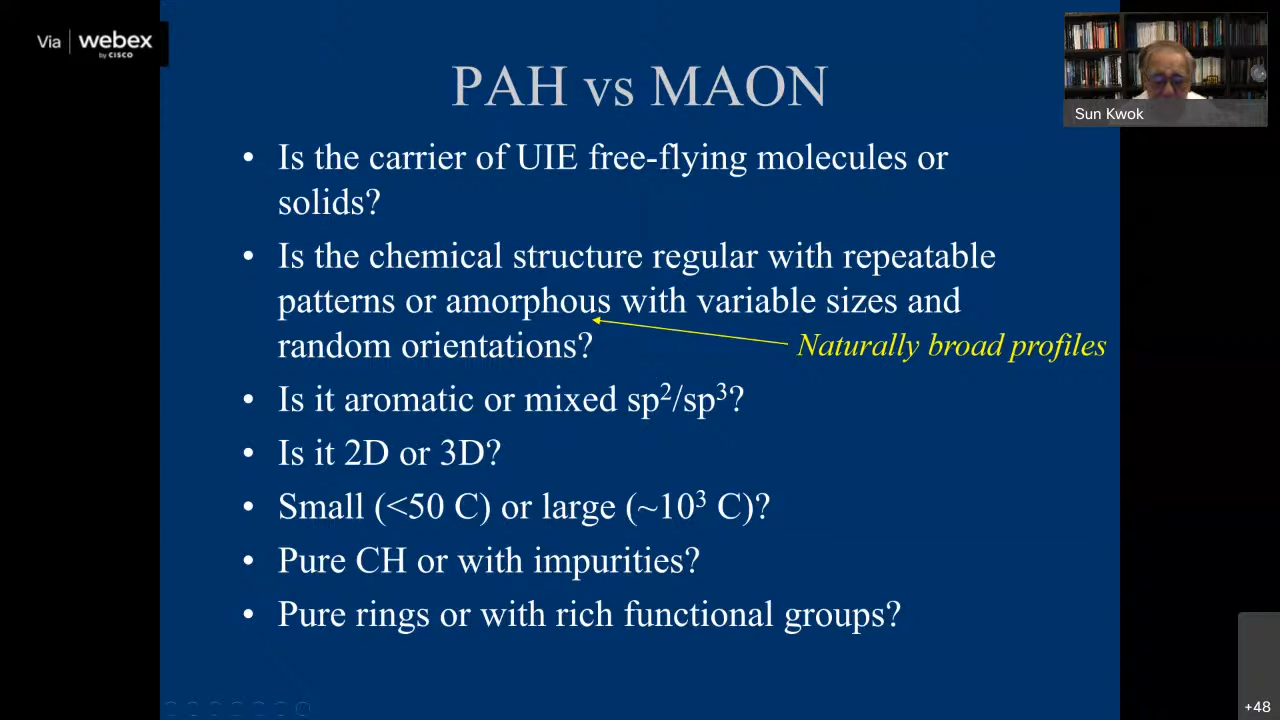 Via webex
by CISCO
PAH vs MAON
Sun Kwok
• Is the carrier of UIE free-flying molecules or
solids?
• Is the chemical structure regular with repeatable
patterns or amorphous with variable sizes and
random orientations?
Naturally broad profiles
• Is it aromatic or mixed sp²/sp³?
• Is it 2D or 3D?
• Small (<50 C) or large (~10³ C)?
• Pure CH or with impurities?
• Pure rings or with rich functional groups?
+48